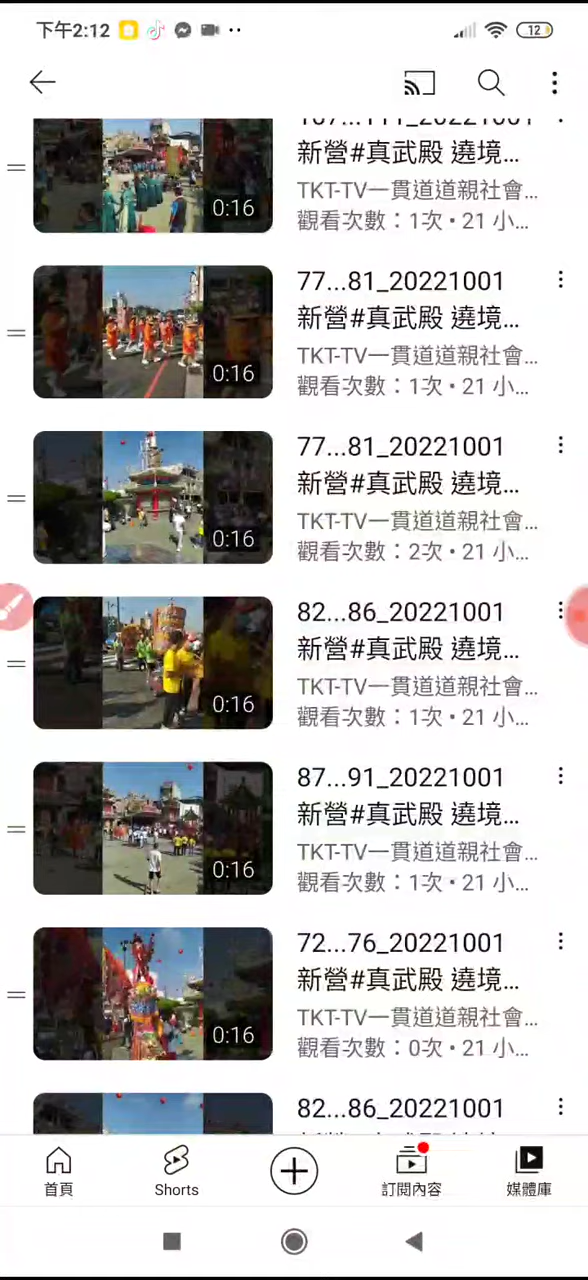 下午2:12
12
新營#真武殿 遶境...
TKT-TV一貫道道親社會...
觀看次數：1次 • 21 小...
0:16
77...81_20221001
新營#真武殿 遶境...
TKT-TV一貫道道親社會...
觀看次數：1次 • 21 小...
0:16
77...81_20221001
新營#真武殿 遶境...
TKT-TV一貫道道親社會...
觀看次數：2次 • 21 小...
0:16
82...86_20221001
新營#真武殿 遶境...
TKT-TV一貫道道親社會...
觀看次數：1次 • 21 小...
0:16
87...91_20221001
新營#真武殿 遶境...
TKT-TV一貫道道親社會...
觀看次數：1次 • 21 小...
0:16
72...76_20221001
新營#真武殿 遶境...
TKT-TV一貫道道親社會...
觀看次數：0次 • 21 小...
0:16
82...86_20221001
首頁
Shorts
訂閱內容
媒體庫